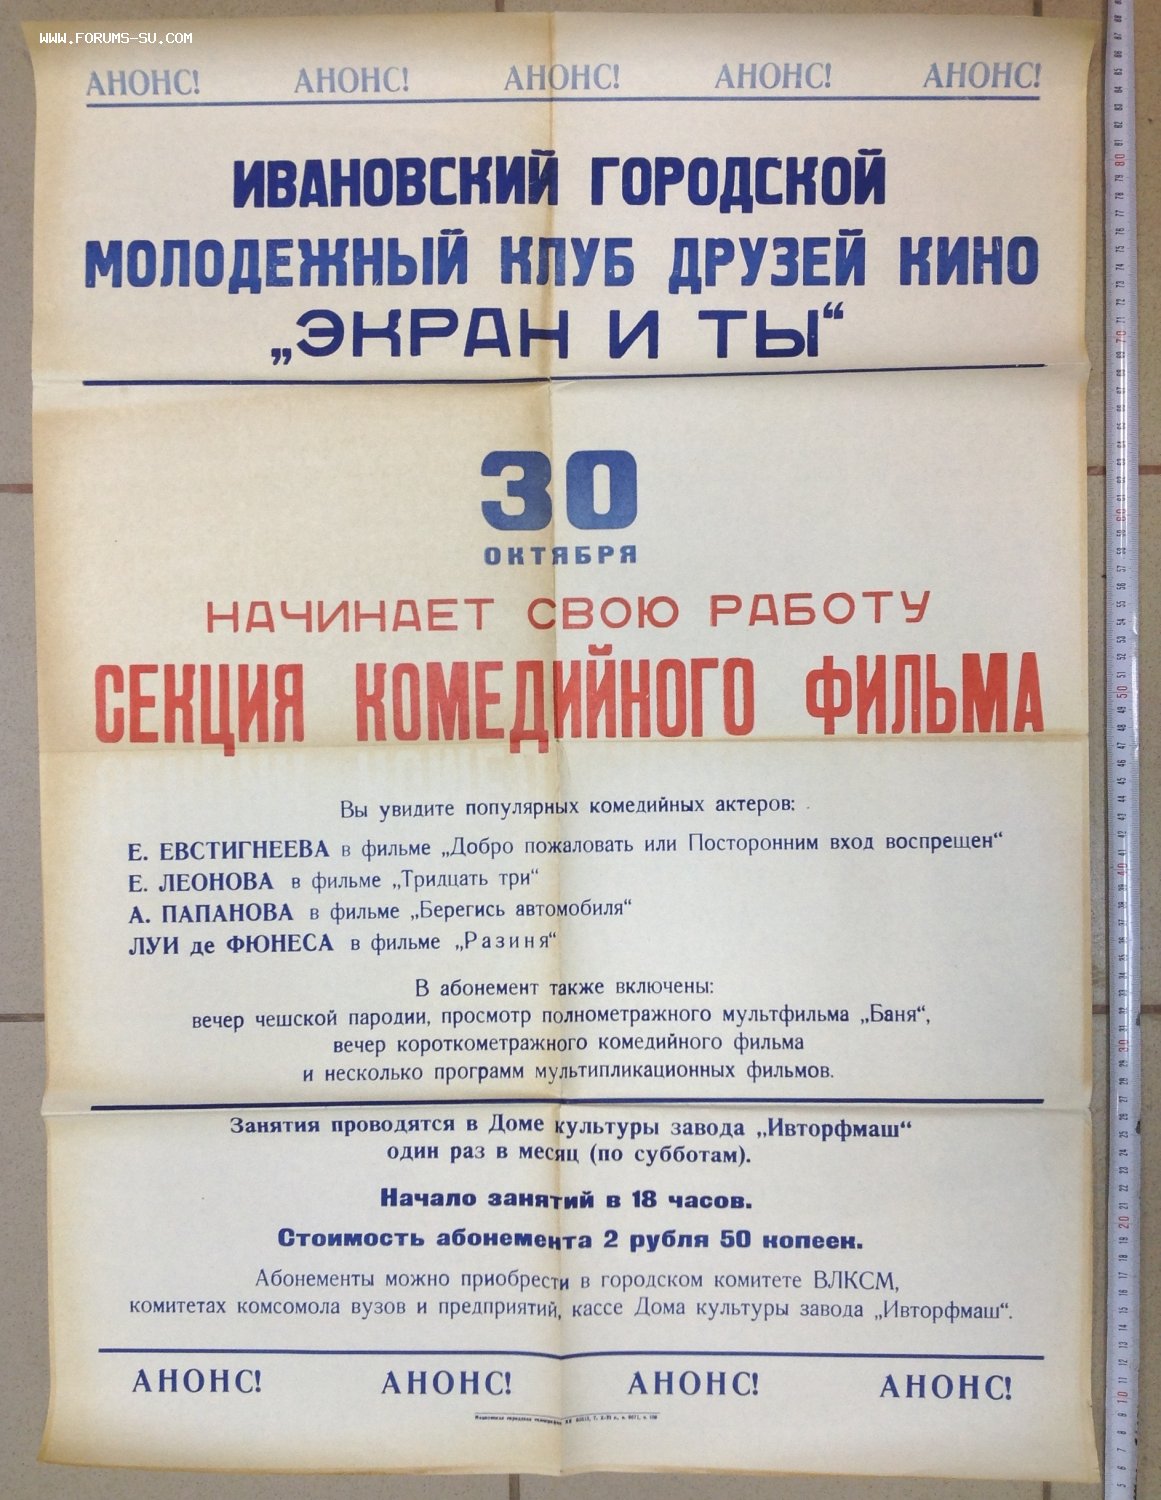 WWW.FORUMS-SU.COM
АНОНС! АНОНС! АНОНС! АНОНС! АНОНС!
ИВАНОВСКИЙ ГОРОДСКОЙ
МОЛОДЕЖНЫЙ КЛУБ ДРУЗЕЙ КИНО
„ЭКРАН И ТЫ“
30
ОКТЯБРЯ
НАЧИНАЕТ СВОЮ РАБОТУ
СЕКЦИЯ КОМЕДИЙНОГО ФИЛЬМА
Вы увидите популярных комедийных актеров:
Е. ЕВСТИГНЕЕВА в фильме „Добро пожаловать или Посторонним вход воспрещен“
Е. ЛЕОНОВА в фильме „Тридцать три“
А. ПАПАНОВА в фильме „Берегись автомобиля“
ЛУИ де ФЮНЕСА в фильме „Разиня“
В абонемент также включены:
вечер чешской пародии, просмотр полнометражного мультфильма „Баня“,
вечер короткометражного комедийного фильма
и несколько программ мультипликационных фильмов.
Занятия проводятся в Доме культуры завода „Ивторфмаш“
один раз в месяц (по субботам).
Начало занятий в 18 часов.
Стоимость абонемента 2 рубля 50 копеек.
Абонементы можно приобрести в городском комитете ВЛКСМ,
комитетах комсомола вузов и предприятий, кассе Дома культуры завода „Ивторфмаш“.
АНОНС! АНОНС! АНОНС! АНОНС!